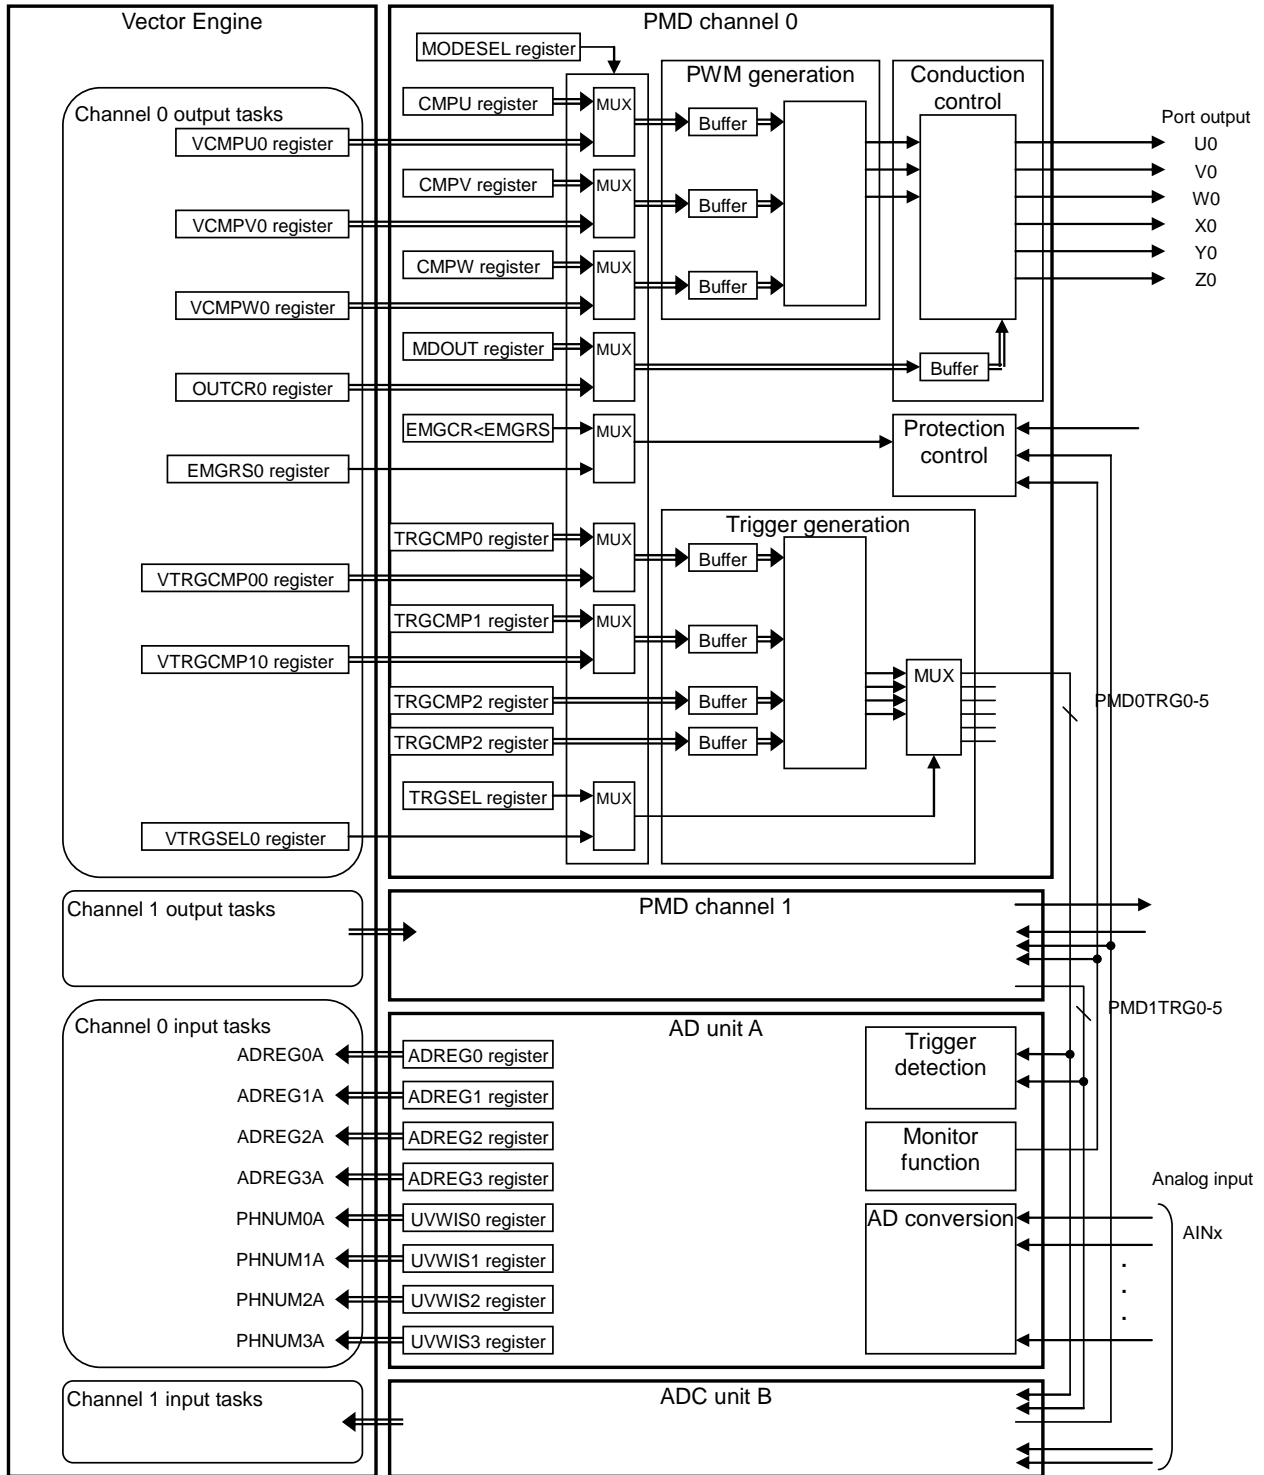 Vector Engine
PMD channel 0
MODESEL register
PWM generation
Conduction
control
Channel 0 output tasks
CMPU register
MUX
Buffer
VCMPU0 register
Port output
U0
V0
W0
X0
Y0
Z0
CMPV register
MUX
Buffer
VCMPV0 register
CMPW register
MUX
Buffer
VCMPW0 register
MDOUT register
MUX
Buffer
OUTCR0 register
EMGCR<EMGRS
MUX
Protection
control
EMGRS0 register
Trigger generation
TRGCMP0 register
MUX
Buffer
VTRGCMP00 register
TRGCMP1 register
MUX
Buffer
VTRGCMP10 register
MUX
TRGCMP2 register
Buffer
PMD0TRG0-5
TRGCMP2 register
Buffer
TRGSEL register
MUX
VTRGSEL0 register
Channel 1 output tasks
PMD channel 1
PMD1TRG0-5
Channel 0 input tasks
AD unit A
ADREG0A
ADREG0 register
Trigger
detection
ADREG1A
ADREG1 register
ADREG2A
ADREG2 register
Monitor
function
ADREG3A
ADREG3 register
Analog input
PHNUM0A
UVWIS0 register
AD conversion
AINx
PHNUM1A
UVWIS1 register
PHNUM2A
UVWIS2 register
PHNUM3A
UVWIS3 register
Channel 1 input tasks
ADC unit B